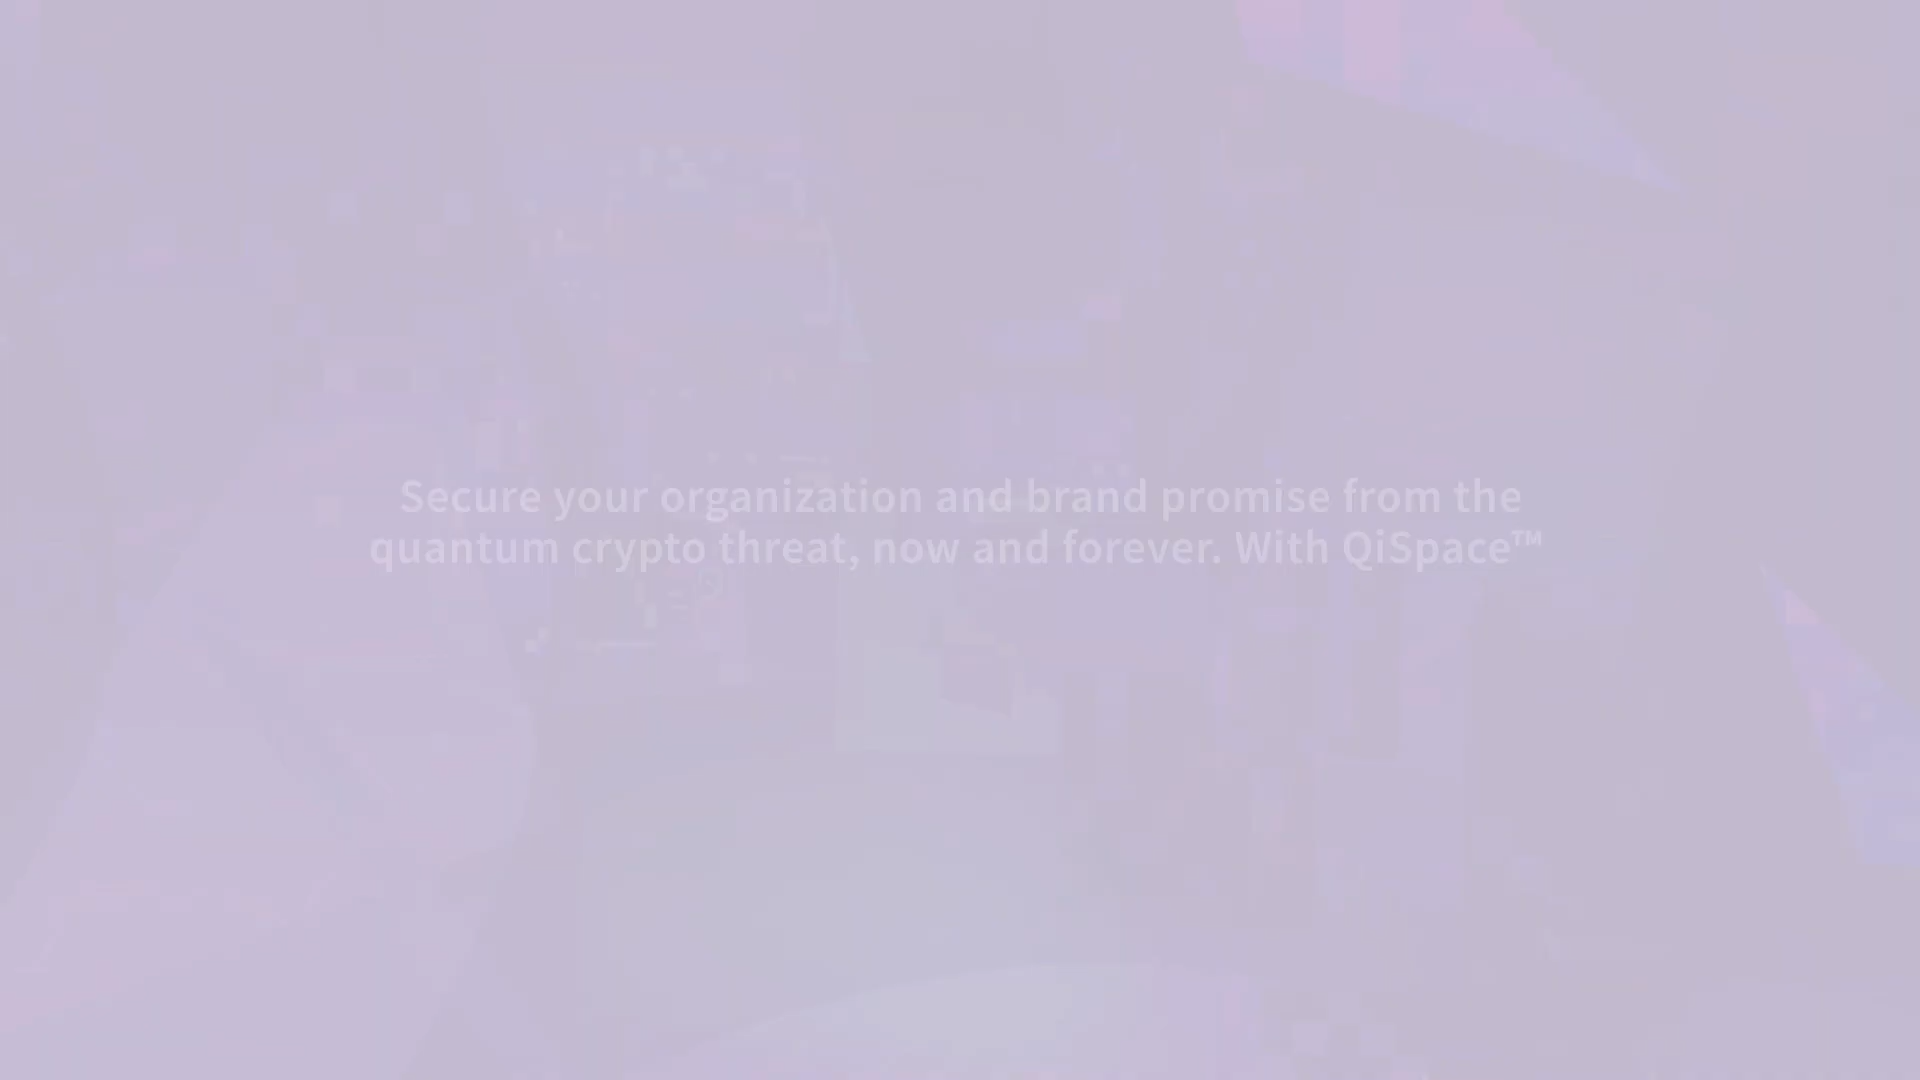 Secure your organization and brand promise from the
quantum crypto threat, now and forever. With QiSpace™